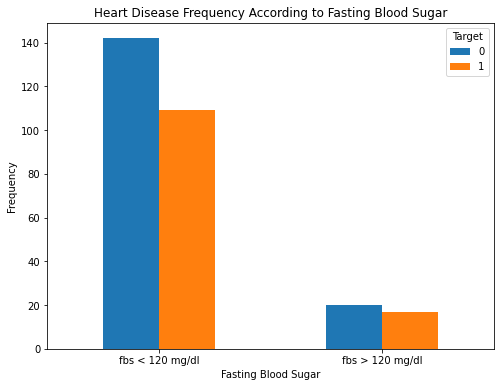 Heart Disease Frequency According to Fasting Blood Sugar
Target
0
1
140
120
100
80
60
40
20
0
Frequency
fbs < 120 mg/dl
fbs > 120 mg/dl
Fasting Blood Sugar